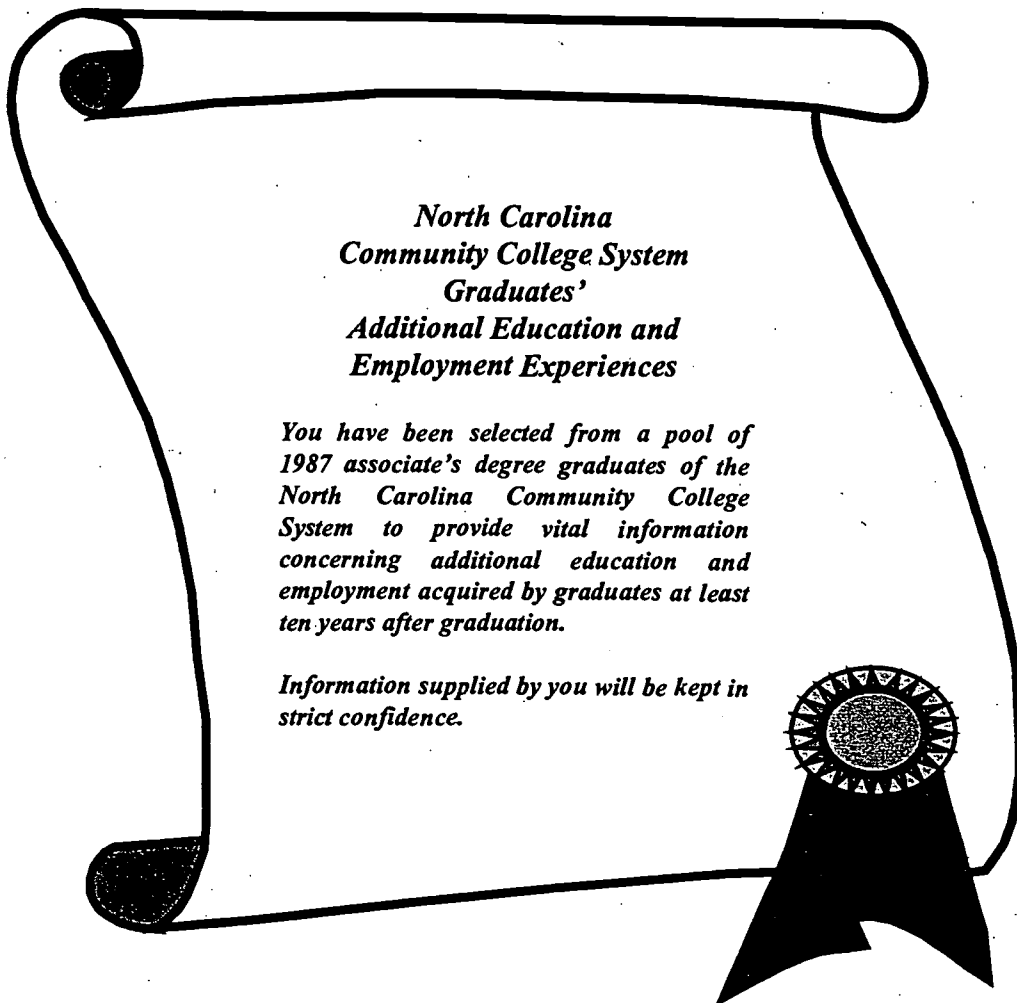 North Carolina
Community College System
Graduates'
Additional Education and
Employment Experiences
You have been selected from a pool of
1987 associate's degree graduates of the
North Carolina Community College
System to provide vital information
concerning additional education and
employment acquired by graduates at least
ten years after graduation.
Information supplied by you will be kept in
strict confidence.